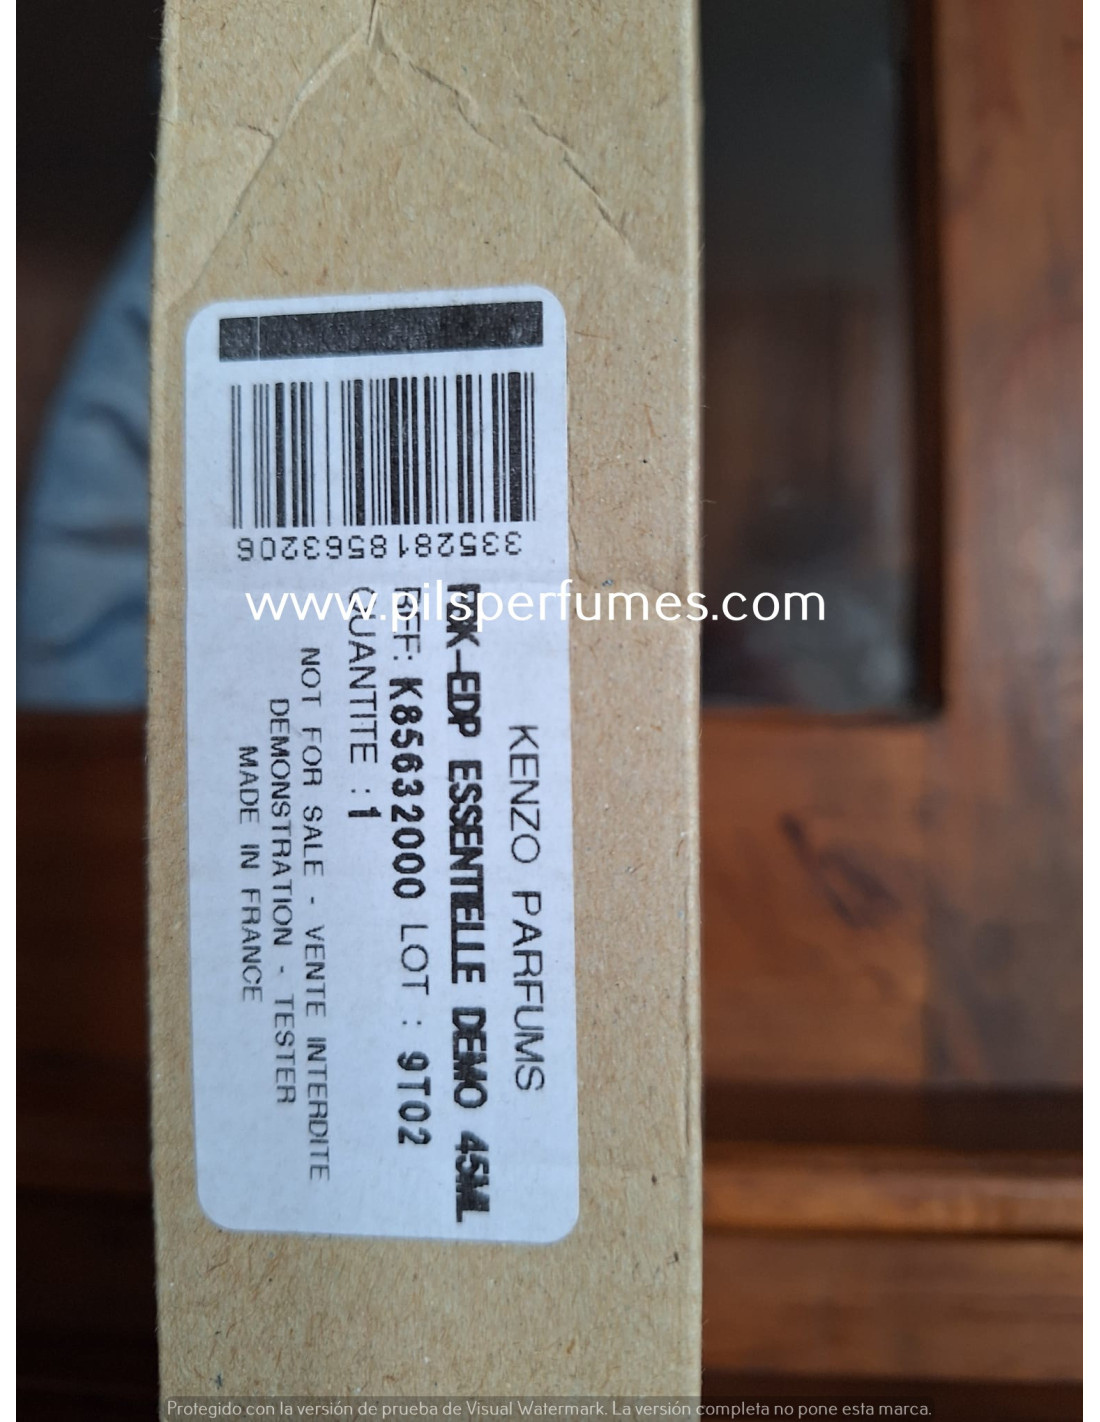 KENZO PARFUMS
ESSENTIELLE DEMO 45ML
REF: K85632000 LOT : 9T02
QUANTITE : 1
NOT FOR SALE - VENTE INTERDITE
DEMONSTRATION - TESTER
MADE IN FRANCE
3352818563206
www.pilsperfumes.com
Protegido con la versión de prueba de Visual Watermark. La versión completa no pone esta marca.